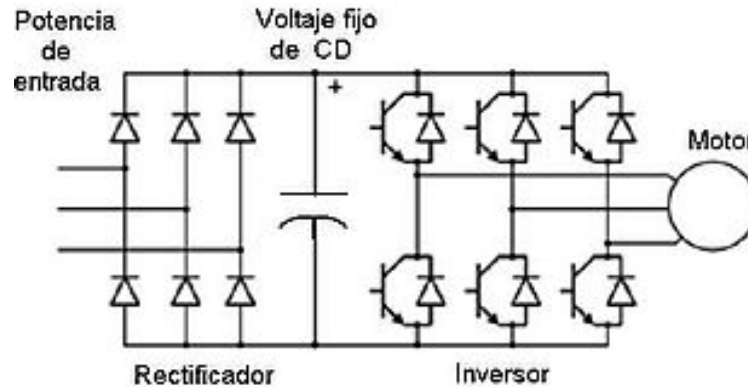 Potencia
de
entrada
Voltaje fijo
de CD
+
Motor
Rectificador
Inversor